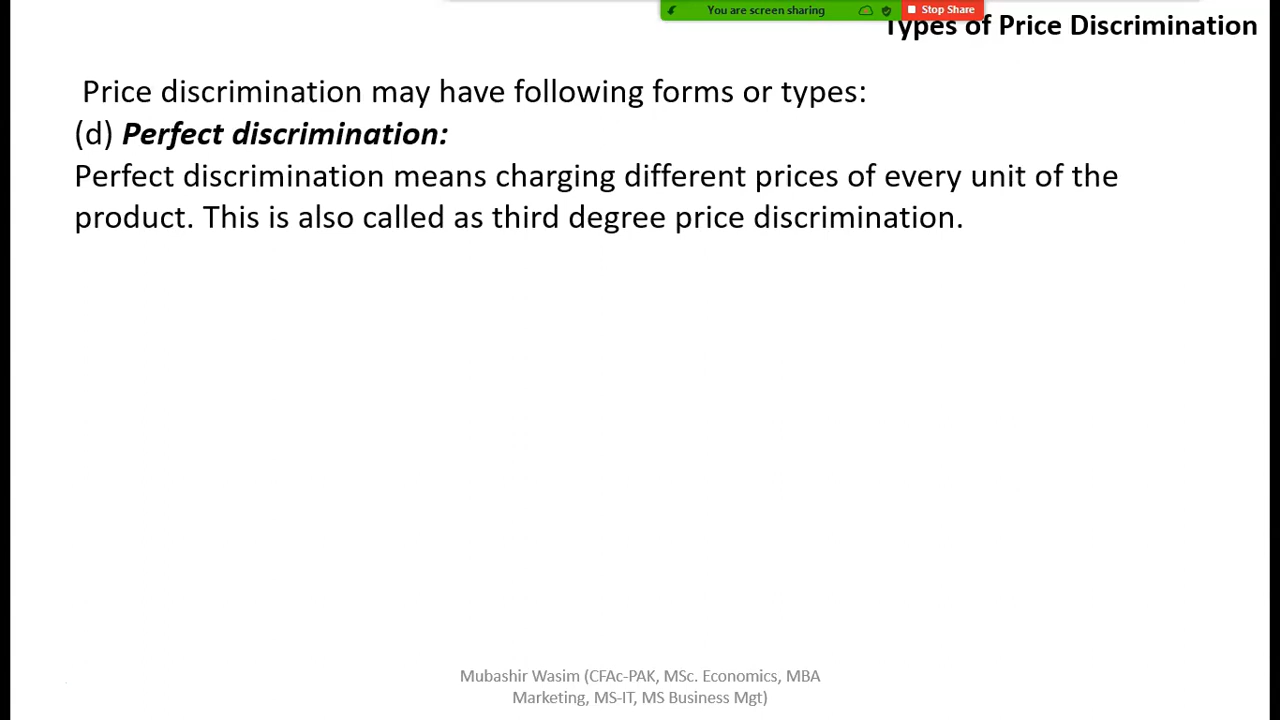 You are screen sharing
Stop Share
Types of Price Discrimination
Price discrimination may have following forms or types:
(d) Perfect discrimination:
Perfect discrimination means charging different prices of every unit of the
product. This is also called as third degree price discrimination.
Mubashir Wasim (CFAc-PAK, MSc. Economics, MBA
Marketing, MS-IT, MS Business Mgt)